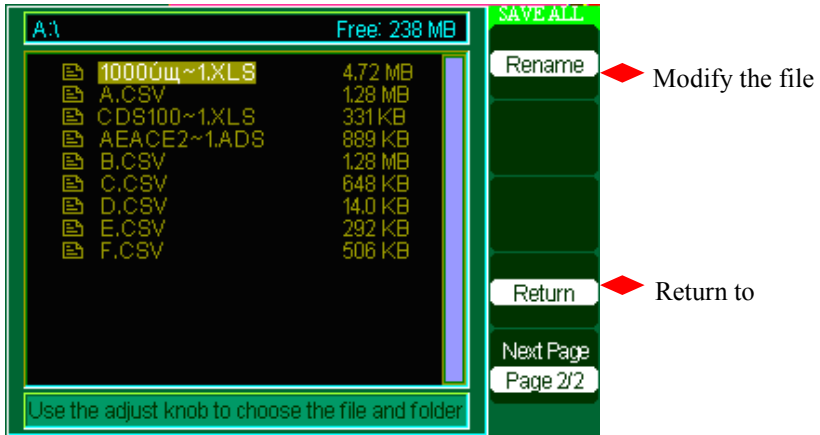 A:\ Free: 238 MB
1000úщ~1.XLS 4.72 MB
A.CSV 1.28 MB
CDS100~1.XLS 331 KB
AEACE2~1.ADS 889 KB
B.CSV 1.28 MB
C.CSV 648 KB
D.CSV 14.0 KB
E.CSV 292 KB
F.CSV 506 KB
Use the adjust knob to choose the file and folder
SAVE ALL
Rename
Return
Next Page
Page 2/2
Modify the file
Return to